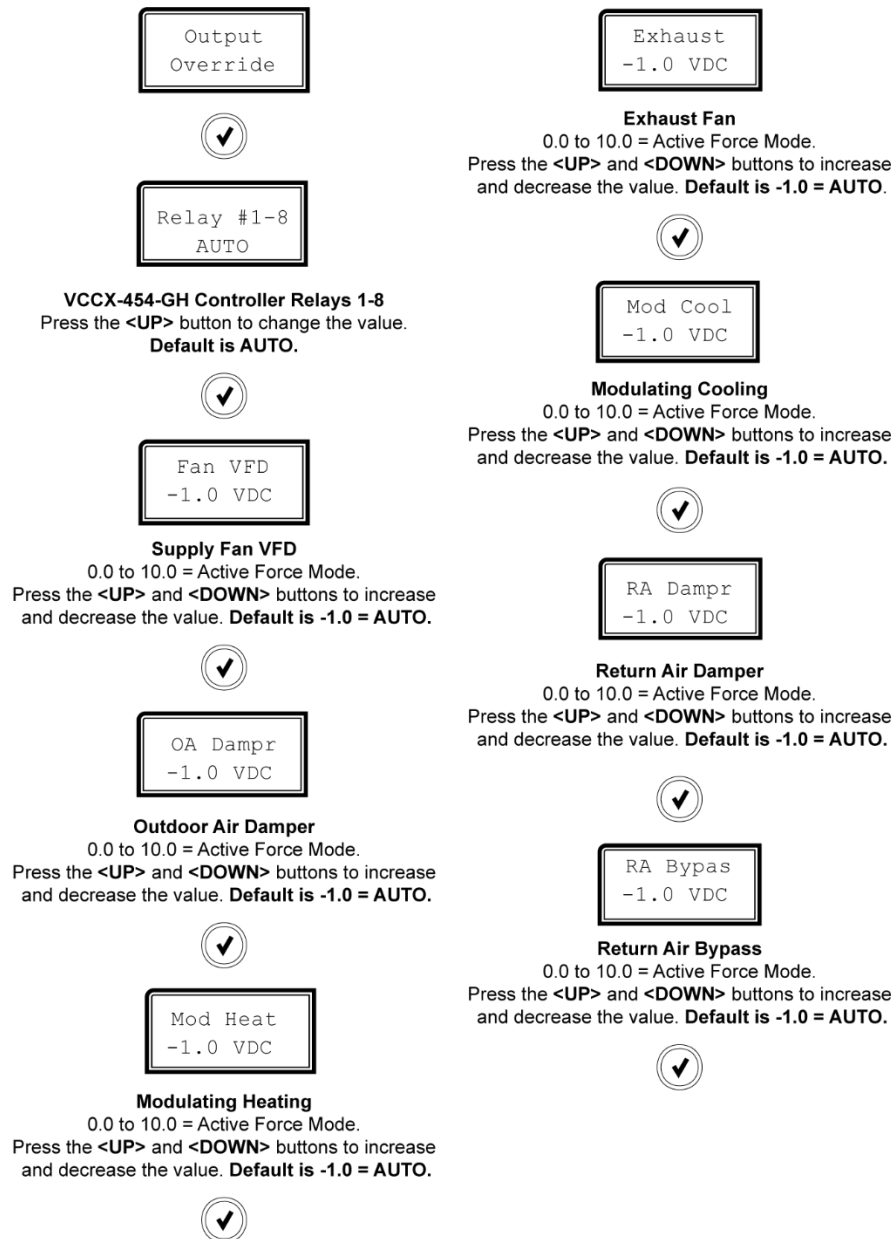 Output
Override
Relay #1-8
AUTO
VCCX-454-GH Controller Relays 1-8
Press the <UP> button to change the value.
Default is AUTO.
Fan VFD
-1.0 VDC
Supply Fan VFD
0.0 to 10.0 = Active Force Mode.
Press the <UP> and <DOWN> buttons to increase
and decrease the value. Default is -1.0 = AUTO.
OA Dampr
-1.0 VDC
Outdoor Air Damper
0.0 to 10.0 = Active Force Mode.
Press the <UP> and <DOWN> buttons to increase
and decrease the value. Default is -1.0 = AUTO.
Mod Heat
-1.0 VDC
Modulating Heating
0.0 to 10.0 = Active Force Mode.
Press the <UP> and <DOWN> buttons to increase
and decrease the value. Default is -1.0 = AUTO.
Exhaust
-1.0 VDC
Exhaust Fan
0.0 to 10.0 = Active Force Mode.
Press the <UP> and <DOWN> buttons to increase
and decrease the value. Default is -1.0 = AUTO.
Mod Cool
-1.0 VDC
Modulating Cooling
0.0 to 10.0 = Active Force Mode.
Press the <UP> and <DOWN> buttons to increase
and decrease the value. Default is -1.0 = AUTO.
RA Dampr
-1.0 VDC
Return Air Damper
0.0 to 10.0 = Active Force Mode.
Press the <UP> and <DOWN> buttons to increase
and decrease the value. Default is -1.0 = AUTO.
RA Bypas
-1.0 VDC
Return Air Bypass
0.0 to 10.0 = Active Force Mode.
Press the <UP> and <DOWN> buttons to increase
and decrease the value. Default is -1.0 = AUTO.